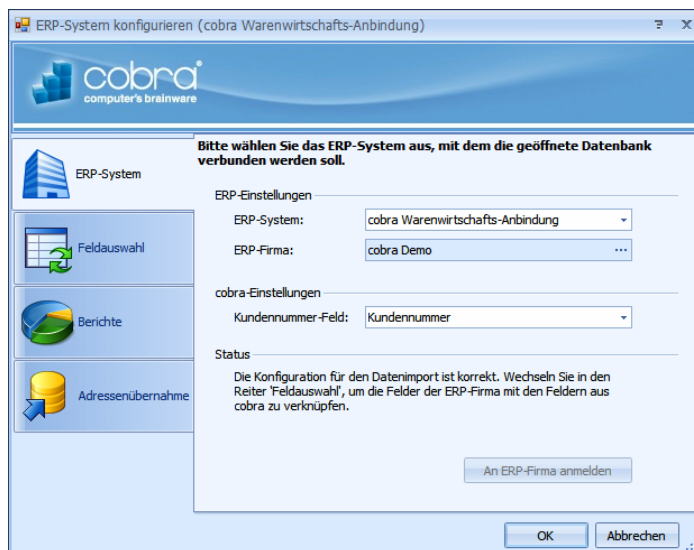 ERP-System konfigurieren (cobra Warenwirtschafts-Anbindung)
cobra®
computer's brainware
ERP-System
Feldauswahl
Berichte
Adressenübernahme
Bitte wählen Sie das ERP-System aus, mit dem die geöffnete Datenbank
verbunden werden soll.
ERP-Einstellungen
ERP-System: cobra Warenwirtschafts-Anbindung
ERP-Firma: cobra Demo ...
cobra-Einstellungen
Kundennummer-Feld: Kundennummer
Status
Die Konfiguration für den Datenimport ist korrekt. Wechseln Sie in den
Reiter 'Feldauswahl', um die Felder der ERP-Firma mit den Feldern aus
cobra zu verknüpfen.
An ERP-Firma anmelden
OK Abbrechen